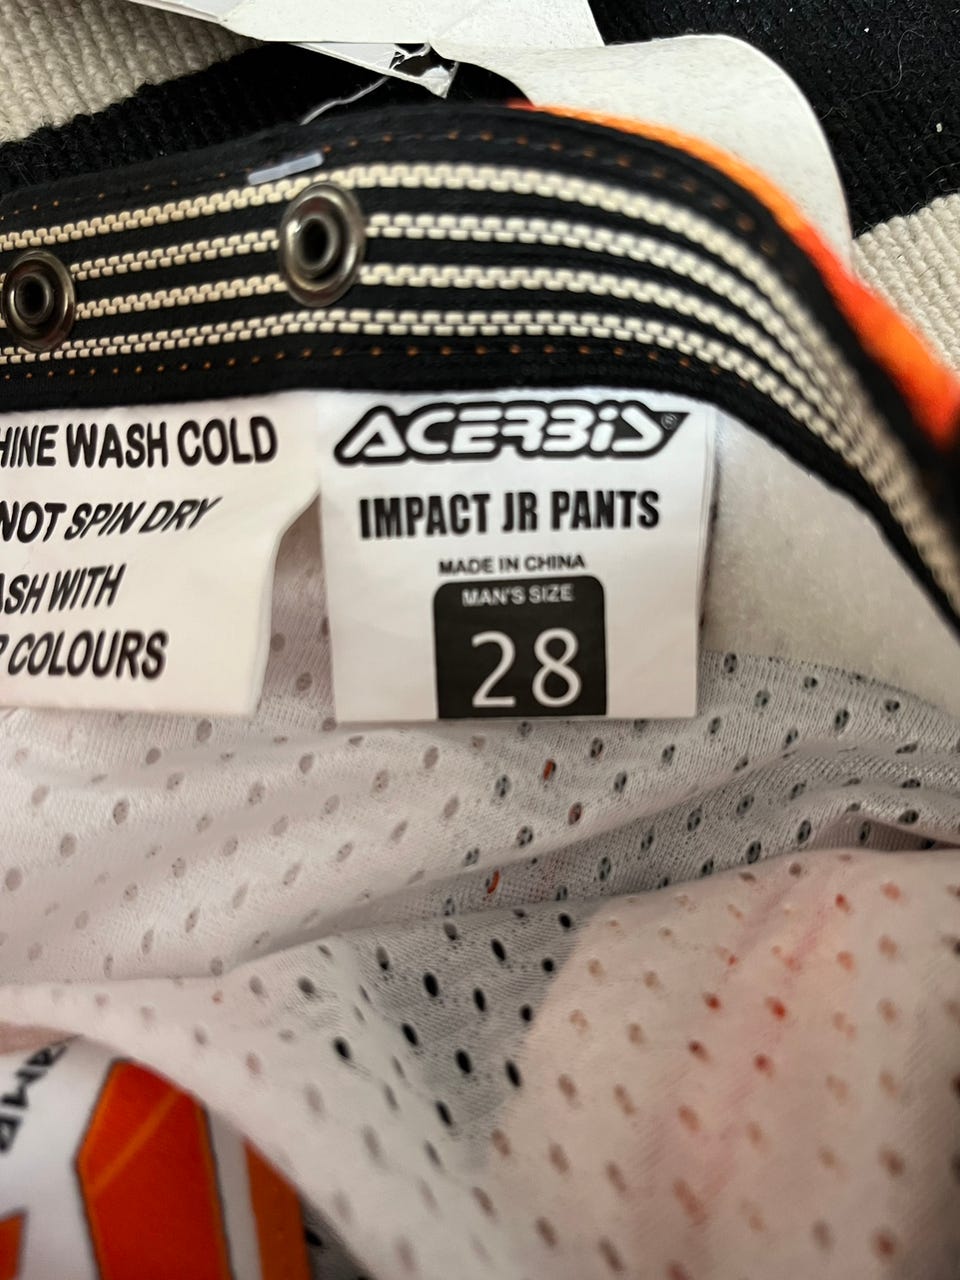 HINE WASH COLD
NOT SPIN DRY
ASH WITH
COLOURS
ACERBIS®
IMPACT JR PANTS
MADE IN CHINA
MAN'S SIZE
28